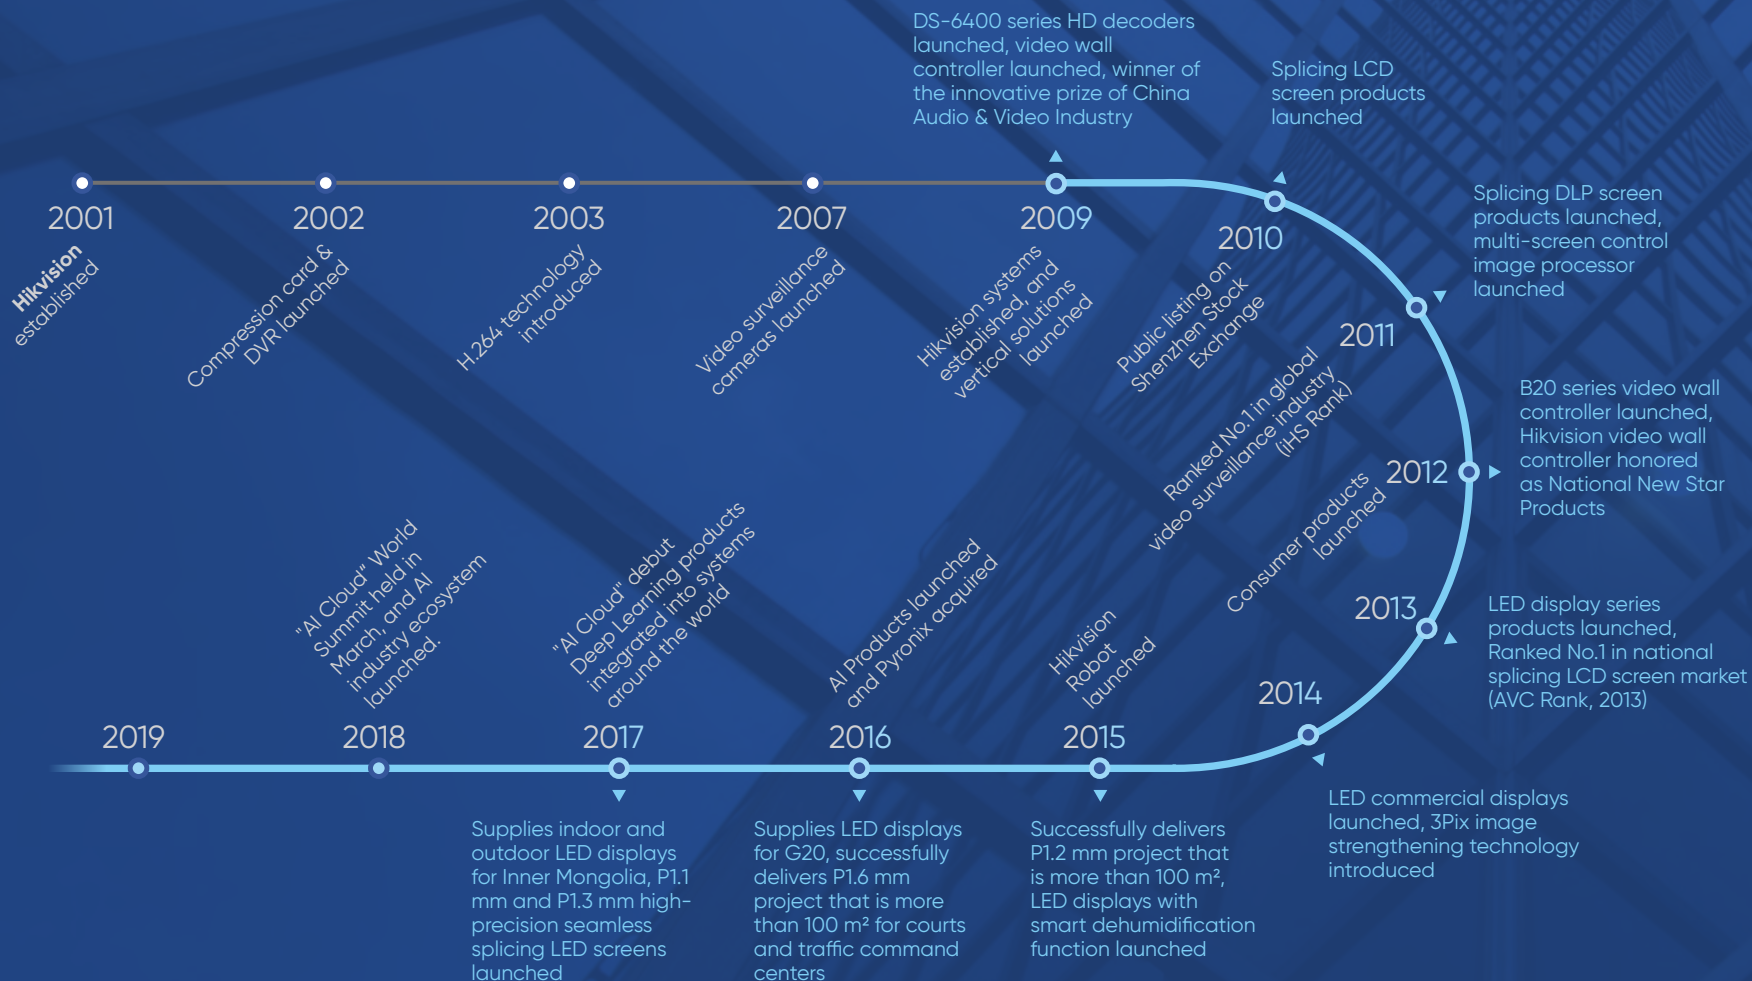 DS-6400 series HD decoders
launched, video wall
controller launched, winner of
the innovative prize of China
Audio & Video Industry
Splicing LCD
screen products
launched
Splicing DLP screen
products launched,
multi-screen control
image processor
launched
2001
Hikvision
established
2002
Compression card &
DVR launched
2003
H.264 technology
introduced
2007
Video surveillance
cameras launched
2009
Hikvision systems
established, and
vertical solutions
launched
2010
Public listing on
Shenzhen Stock
Exchange
2011
Ranked No.1 in global
video surveillance industry
(iHS Rank)
2012
Consumer products
launched
B20 series video wall
controller launched,
Hikvision video wall
controller honored
as National New Star
Products
2013
LED display series
products launched,
Ranked No.1 in national
splicing LCD screen market
(AVC Rank, 2013)
2014
LED commercial displays
launched, 3Pix image
strengthening technology
introduced
Hikvision
Robot
launched
2015
Successfully delivers
P1.2 mm project that
is more than 100 m²,
LED displays with
smart dehumidification
function launched
AI Products launched
and Pyronix acquired
2016
Supplies LED displays
for G20, successfully
delivers P1.6 mm
project that is more
than 100 m² for courts
and traffic command
centers
"AI Cloud" debut
Deep Learning products
integrated into systems
around the world
2017
Supplies indoor and
outdoor LED displays
for Inner Mongolia, P1.1
mm and P1.3 mm high-
precision seamless
splicing LED screens
launched
"AI Cloud" World
Summit held in
March, and AI
industry ecosystem
launched.
2018
2019